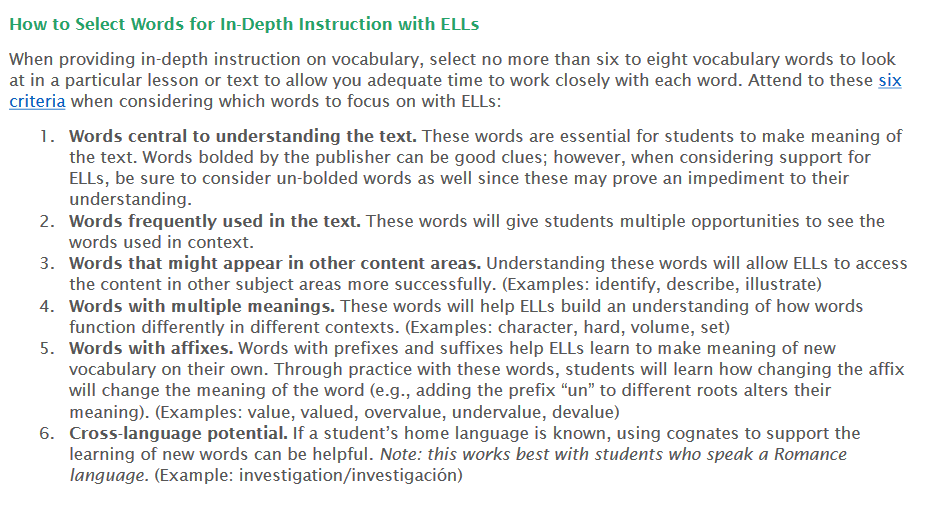 How to Select Words for In-Depth Instruction with ELLs
When providing in-depth instruction on vocabulary, select no more than six to eight vocabulary words to look
at in a particular lesson or text to allow you adequate time to work closely with each word. Attend to these six
criteria when considering which words to focus on with ELLs:
1. Words central to understanding the text. These words are essential for students to make meaning of
the text. Words bolded by the publisher can be good clues; however, when considering support for
ELLs, be sure to consider un-bolded words as well since these may prove an impediment to their
understanding.
2. Words frequently used in the text. These words will give students multiple opportunities to see the
words used in context.
3. Words that might appear in other content areas. Understanding these words will allow ELLs to access
the content in other subject areas more successfully. (Examples: identify, describe, illustrate)
4. Words with multiple meanings. These words will help ELLs build an understanding of how words
function differently in different contexts. (Examples: character, hard, volume, set)
5. Words with affixes. Words with prefixes and suffixes help ELLs learn to make meaning of new
vocabulary on their own. Through practice with these words, students will learn how changing the affix
will change the meaning of the word (e.g., adding the prefix “un” to different roots alters their
meaning). (Examples: value, valued, overvalue, undervalue, devalue)
6. Cross-language potential. If a student’s home language is known, using cognates to support the
learning of new words can be helpful. Note: this works best with students who speak a Romance
language. (Example: investigation/investigación)